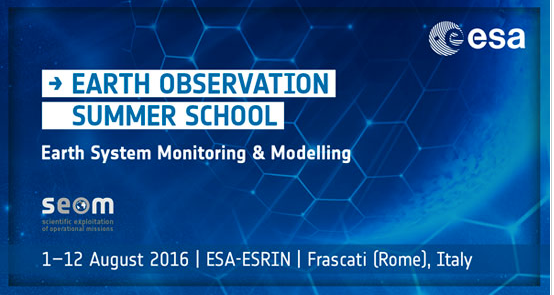 esa
→ EARTH OBSERVATION
SUMMER SCHOOL
Earth System Monitoring & Modelling
seom
scientific exploitation
of operational missions
1–12 August 2016 | ESA-ESRIN | Frascati (Rome), Italy